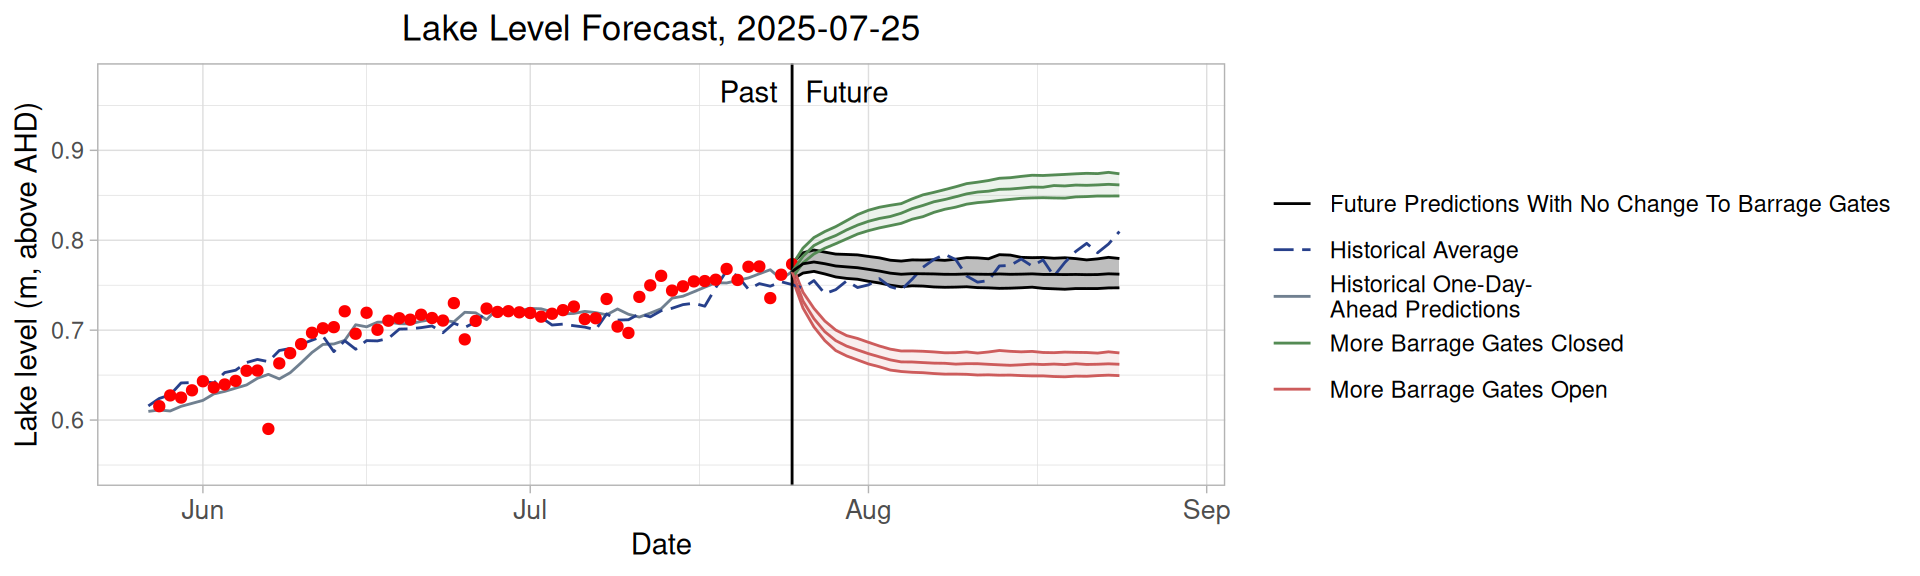 Lake Level Forecast, 2025-07-25
Past
Future
Lake level (m, above AHD)
0.9
0.8
0.7
0.6
Jun
Jul
Aug
Sep
Date
Future Predictions With No Change To Barrage Gates
Historical Average
Historical One-Day-
Ahead Predictions
More Barrage Gates Closed
More Barrage Gates Open